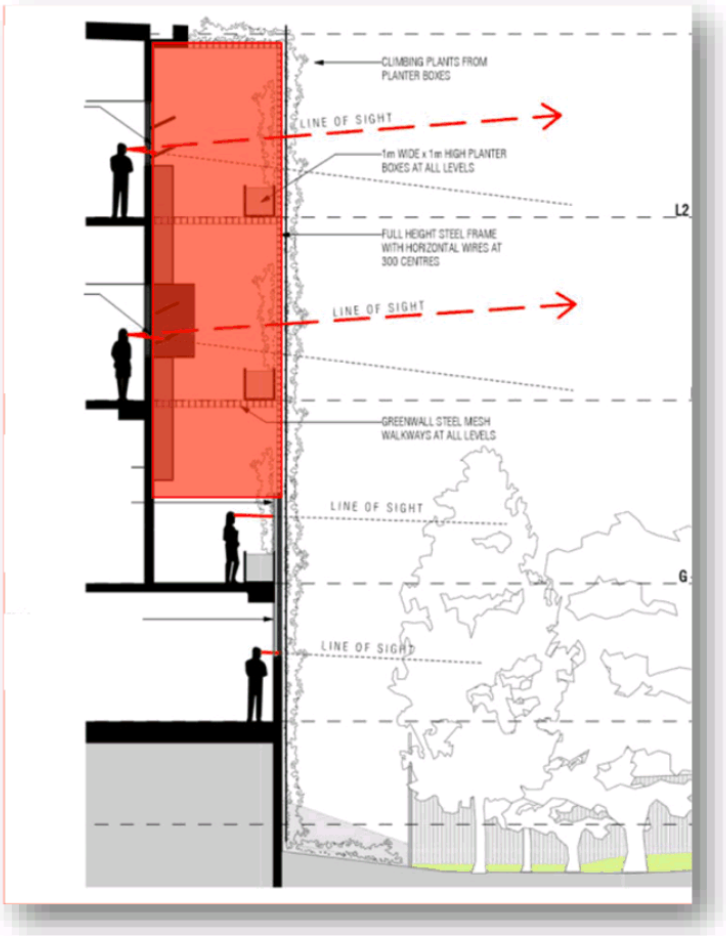 CLIMBING PLANTS FROM
PLANTER BOXES
LINE OF SIGHT
1m WIDE x 1m HIGH PLANTER
BOXES AT ALL LEVELS
L2
FULL HEIGHT STEEL FRAME
WITH HORIZONTAL WIRES AT
300 CENTRES
LINE OF SIGHT
GREENWALL STEEL MESH
WALKWAYS AT ALL LEVELS
LINE OF SIGHT
G
LINE OF SIGHT